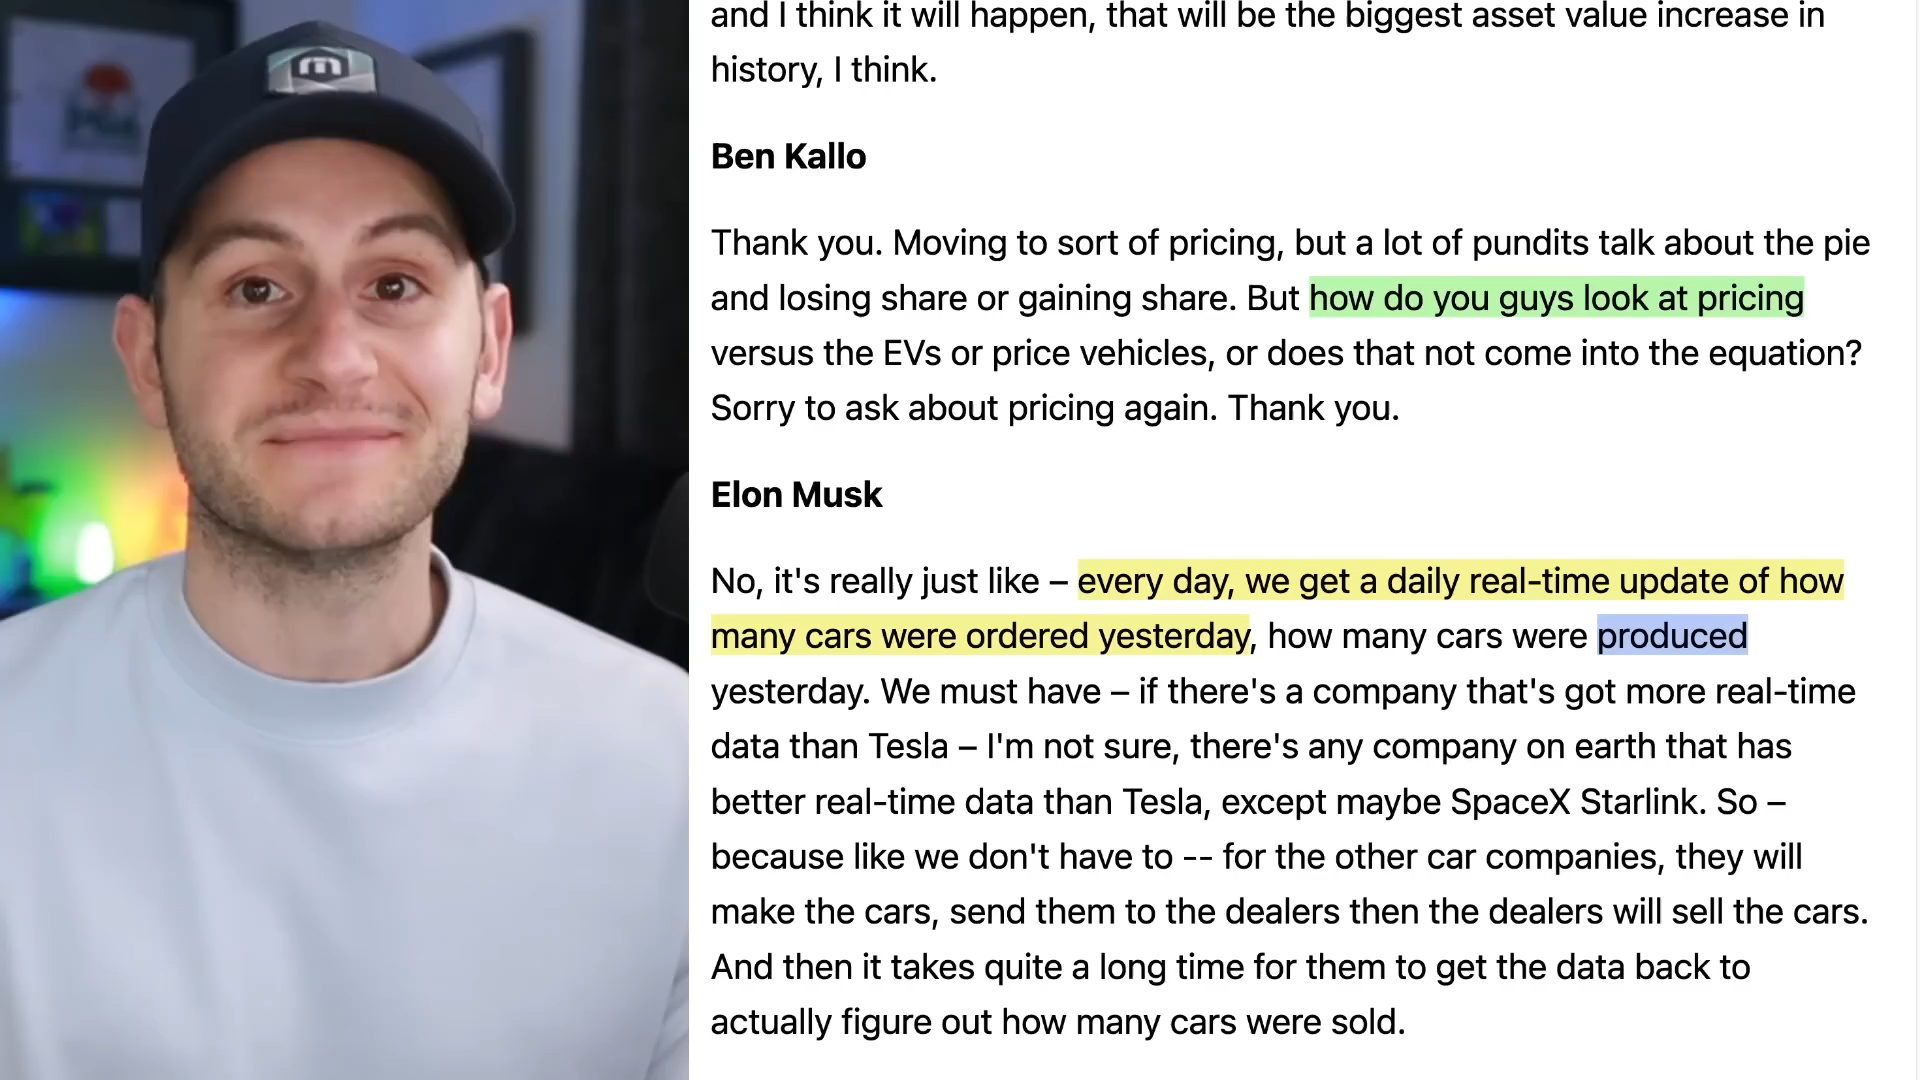 and I think it will happen, that will be the biggest asset value increase in
history, I think.
Ben Kallo
Thank you. Moving to sort of pricing, but a lot of pundits talk about the pie
and losing share or gaining share. But how do you guys look at pricing
versus the EVs or price vehicles, or does that not come into the equation?
Sorry to ask about pricing again. Thank you.
Elon Musk
No, it's really just like – every day, we get a daily real-time update of how
many cars were ordered yesterday, how many cars were produced
yesterday. We must have – if there's a company that's got more real-time
data than Tesla – I'm not sure, there's any company on earth that has
better real-time data than Tesla, except maybe SpaceX Starlink. So –
because like we don't have to -- for the other car companies, they will
make the cars, send them to the dealers then the dealers will sell the cars.
And then it takes quite a long time for them to get the data back to
actually figure out how many cars were sold.